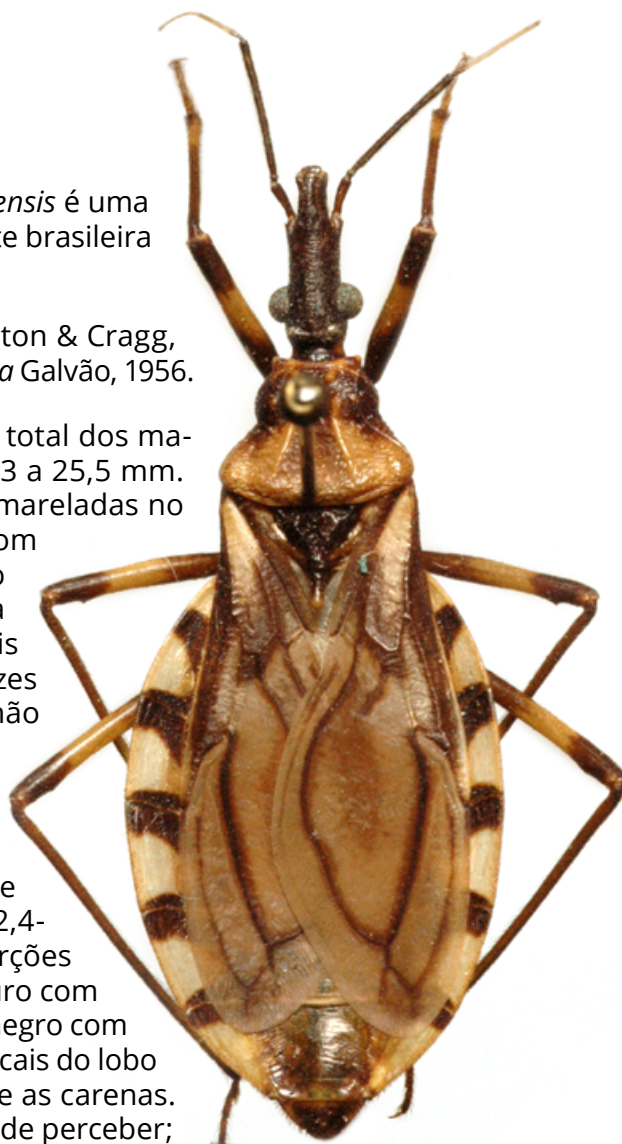 ensis é uma
te brasileira
ton & Cragg,
a Galvão, 1956.
total dos ma-
3 a 25,5 mm.
mareladas no
om
o
a
is
zes
não
e
2,4-
rções
uro com
negro com
cais do lobo
e as carenas.
de perceber;